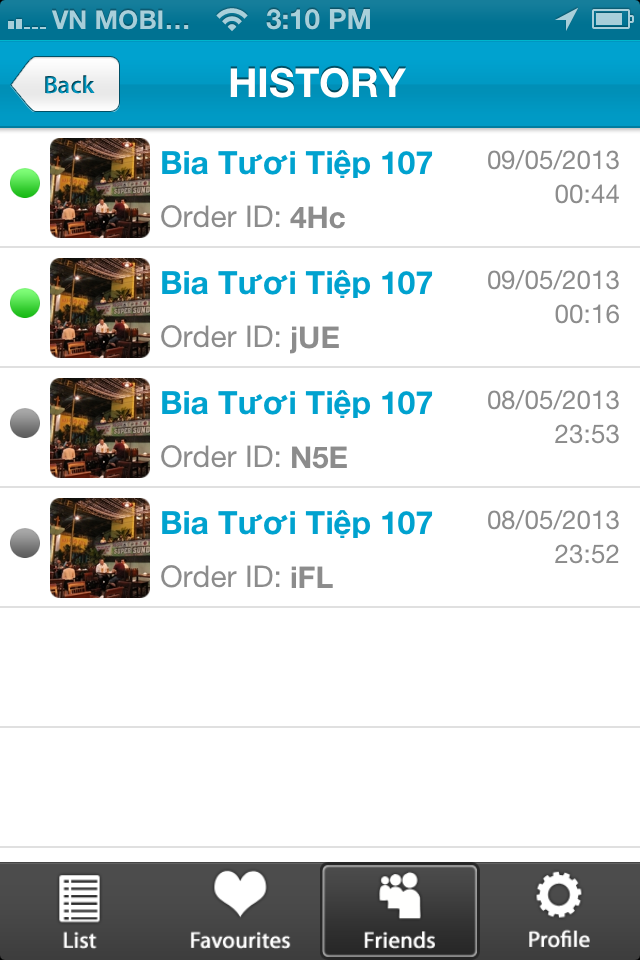 VN MOBI... 3:10 PM
Back
HISTORY
Bia Tươi Tiệp 107
09/05/2013
00:44
Order ID: 4Hc
Bia Tươi Tiệp 107
09/05/2013
00:16
Order ID: jUE
Bia Tươi Tiệp 107
08/05/2013
23:53
Order ID: N5E
Bia Tươi Tiệp 107
08/05/2013
23:52
Order ID: iFL
List
Favourites
Friends
Profile